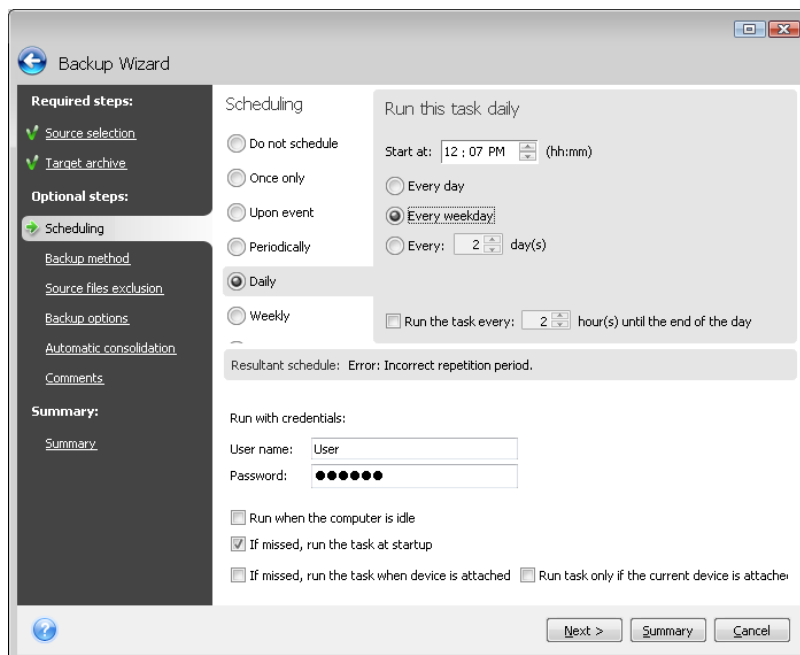 Backup Wizard
Required steps:
Source selection
Target archive
Optional steps:
Scheduling
Backup method
Source files exclusion
Backup options
Automatic consolidation
Comments
Summary:
Summary
Scheduling
Do not schedule
Once only
Upon event
Periodically
Daily
Weekly
Run this task daily
Start at: 12 : 07 PM (hh:mm)
Every day
Every weekday
Every: 2 day(s)
Run the task every: 2 hour(s) until the end of the day
Resultant schedule: Error: Incorrect repetition period.
Run with credentials:
User name: User
Password: ●●●●●●
Run when the computer is idle
If missed, run the task at startup
If missed, run the task when device is attached Run task only if the current device is attache
? Next > Summary Cancel